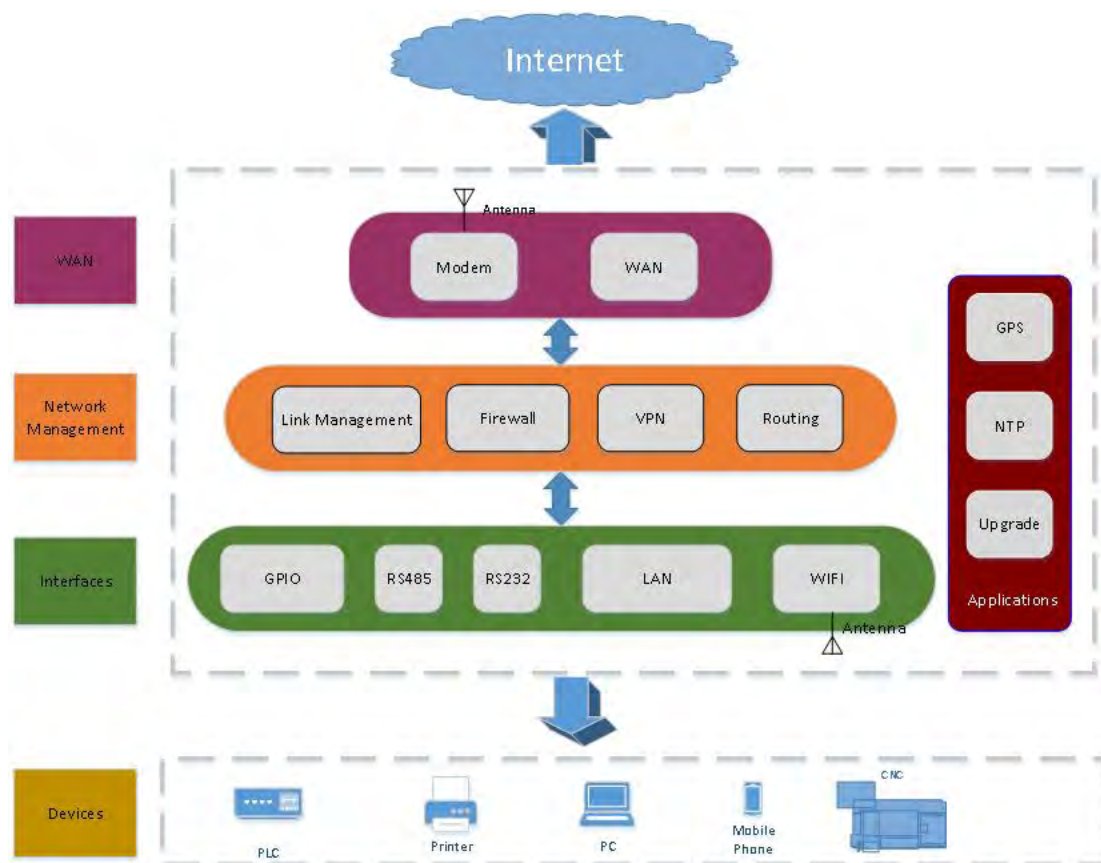 Internet
Antenna
WAN
Modem
WAN
GPS
Network
Management
Link Management
Firewall
VPN
Routing
NTP
Upgrade
Interfaces
GPIO
RS485
RS232
LAN
WIFI
Applications
Antenna
Devices
PLC
Printer
PC
Mobile
Phone
CNC